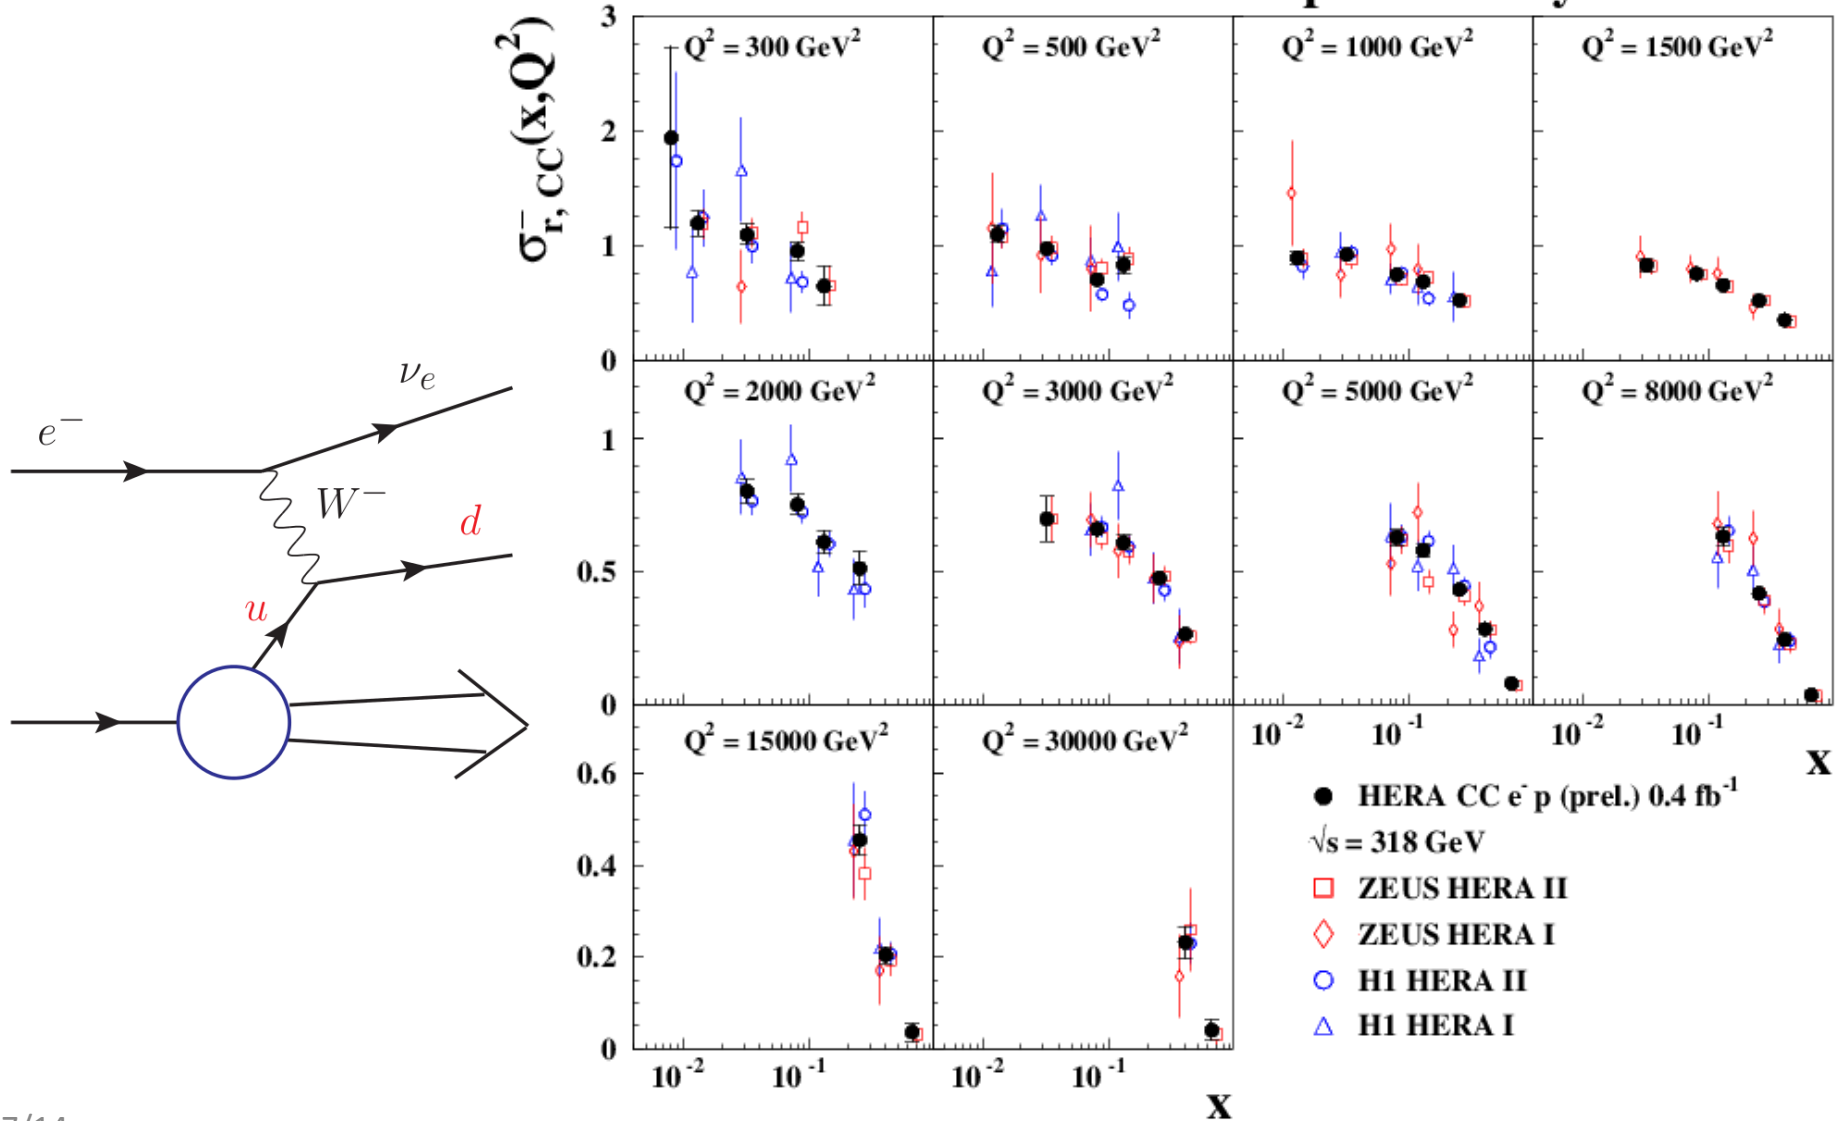 σ⁻r, CC(x,Q²)
3
2
1
0
Q² = 300 GeV²
Q² = 500 GeV²
Q² = 1000 GeV²
Q² = 1500 GeV²
1
0.5
0
Q² = 2000 GeV²
Q² = 3000 GeV²
Q² = 5000 GeV²
Q² = 8000 GeV²
10⁻² 10⁻¹
10⁻² 10⁻¹
x
0.6
0.4
0.2
0
Q² = 15000 GeV²
Q² = 30000 GeV²
10⁻² 10⁻¹
10⁻² 10⁻¹
x
HERA CC e⁻p (prel.) 0.4 fb⁻¹
√s = 318 GeV
ZEUS HERA II
ZEUS HERA I
H1 HERA II
H1 HERA I
νe
e⁻
W⁻
d
u